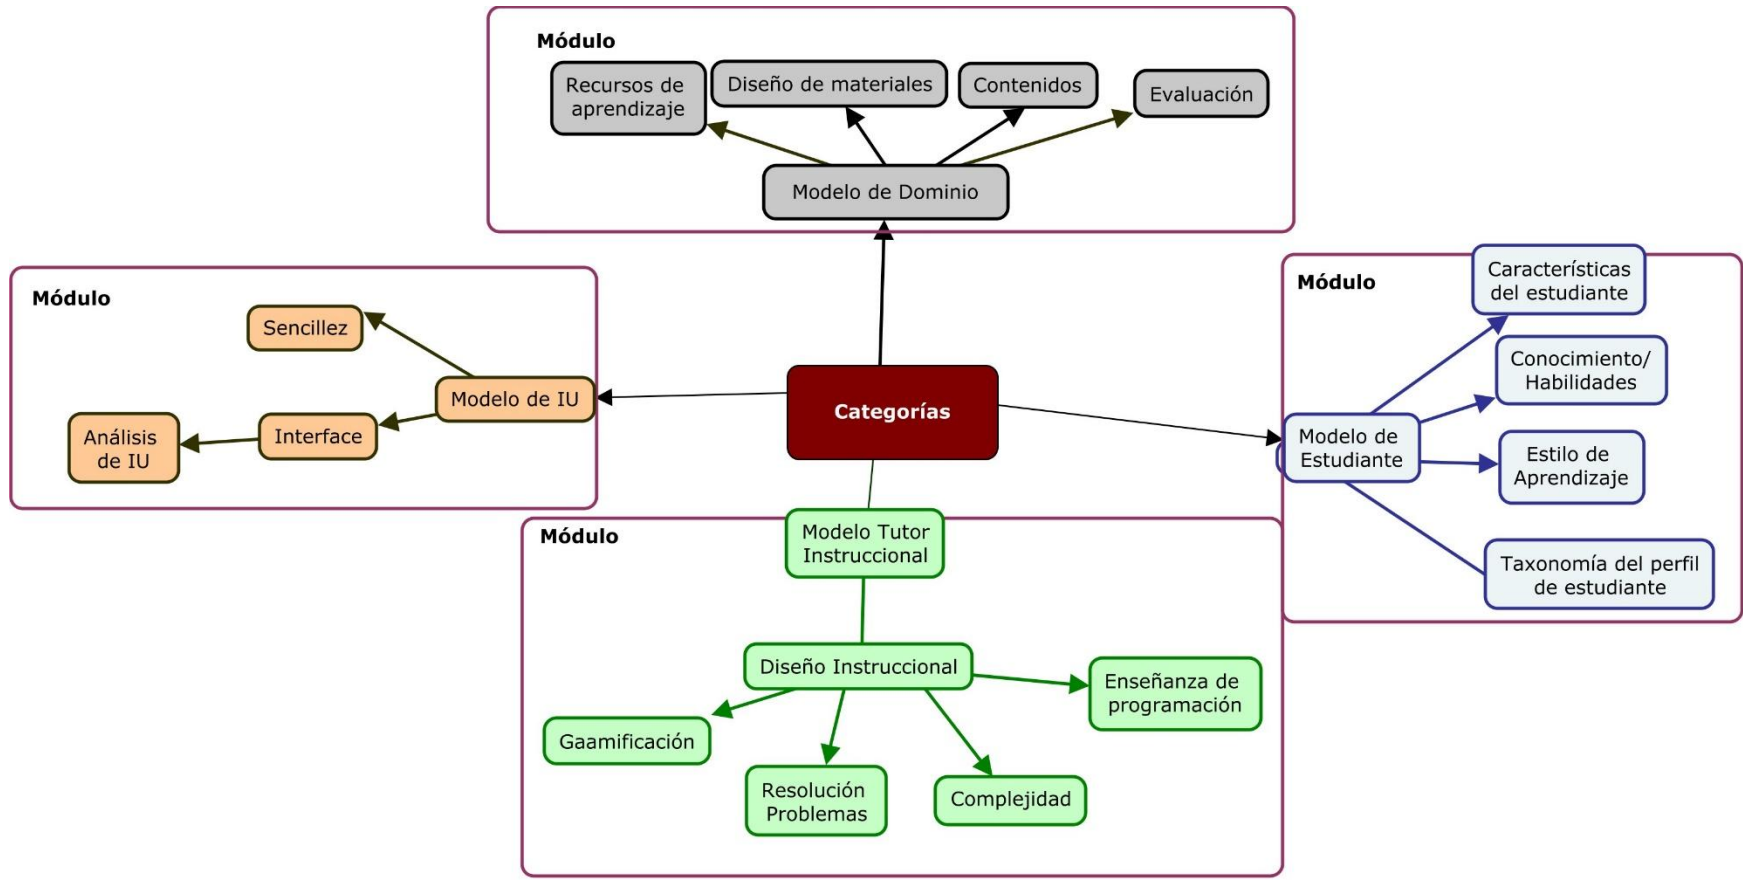 Módulo
Recursos de
aprendizaje
Diseño de materiales
Contenidos
Evaluación
Modelo de Dominio
Módulo
Sencillez
Modelo de IU
Interface
Análisis
de IU
Categorías
Módulo
Característícas
del estudiante
Conocimiento/
Habilidades
Modelo de
Estudiante
Estilo de
Aprendizaje
Taxonomía del perfil
de estudiante
Módulo
Modelo Tutor
Instruccional
Diseño Instruccional
Enseñanza de
programación
Gaamificación
Resolución
Problemas
Complejidad